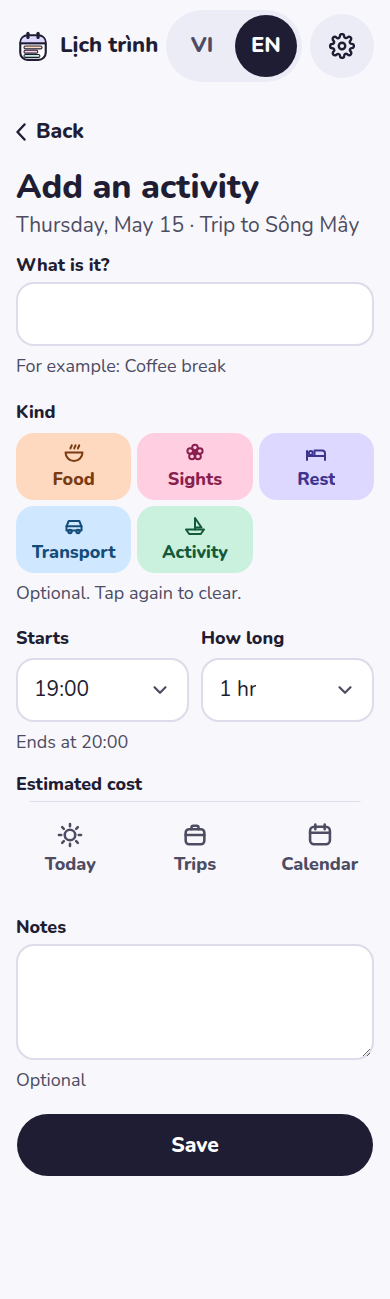 Lịch trình VI EN
Back
Add an activity
Thursday, May 15 · Trip to Sông Mây
What is it?
For example: Coffee break
Kind
Food Sights Rest
Transport Activity
Optional. Tap again to clear.
Starts How long
19:00 1 hr
Ends at 20:00
Estimated cost
Today Trips Calendar
Notes
Optional
Save